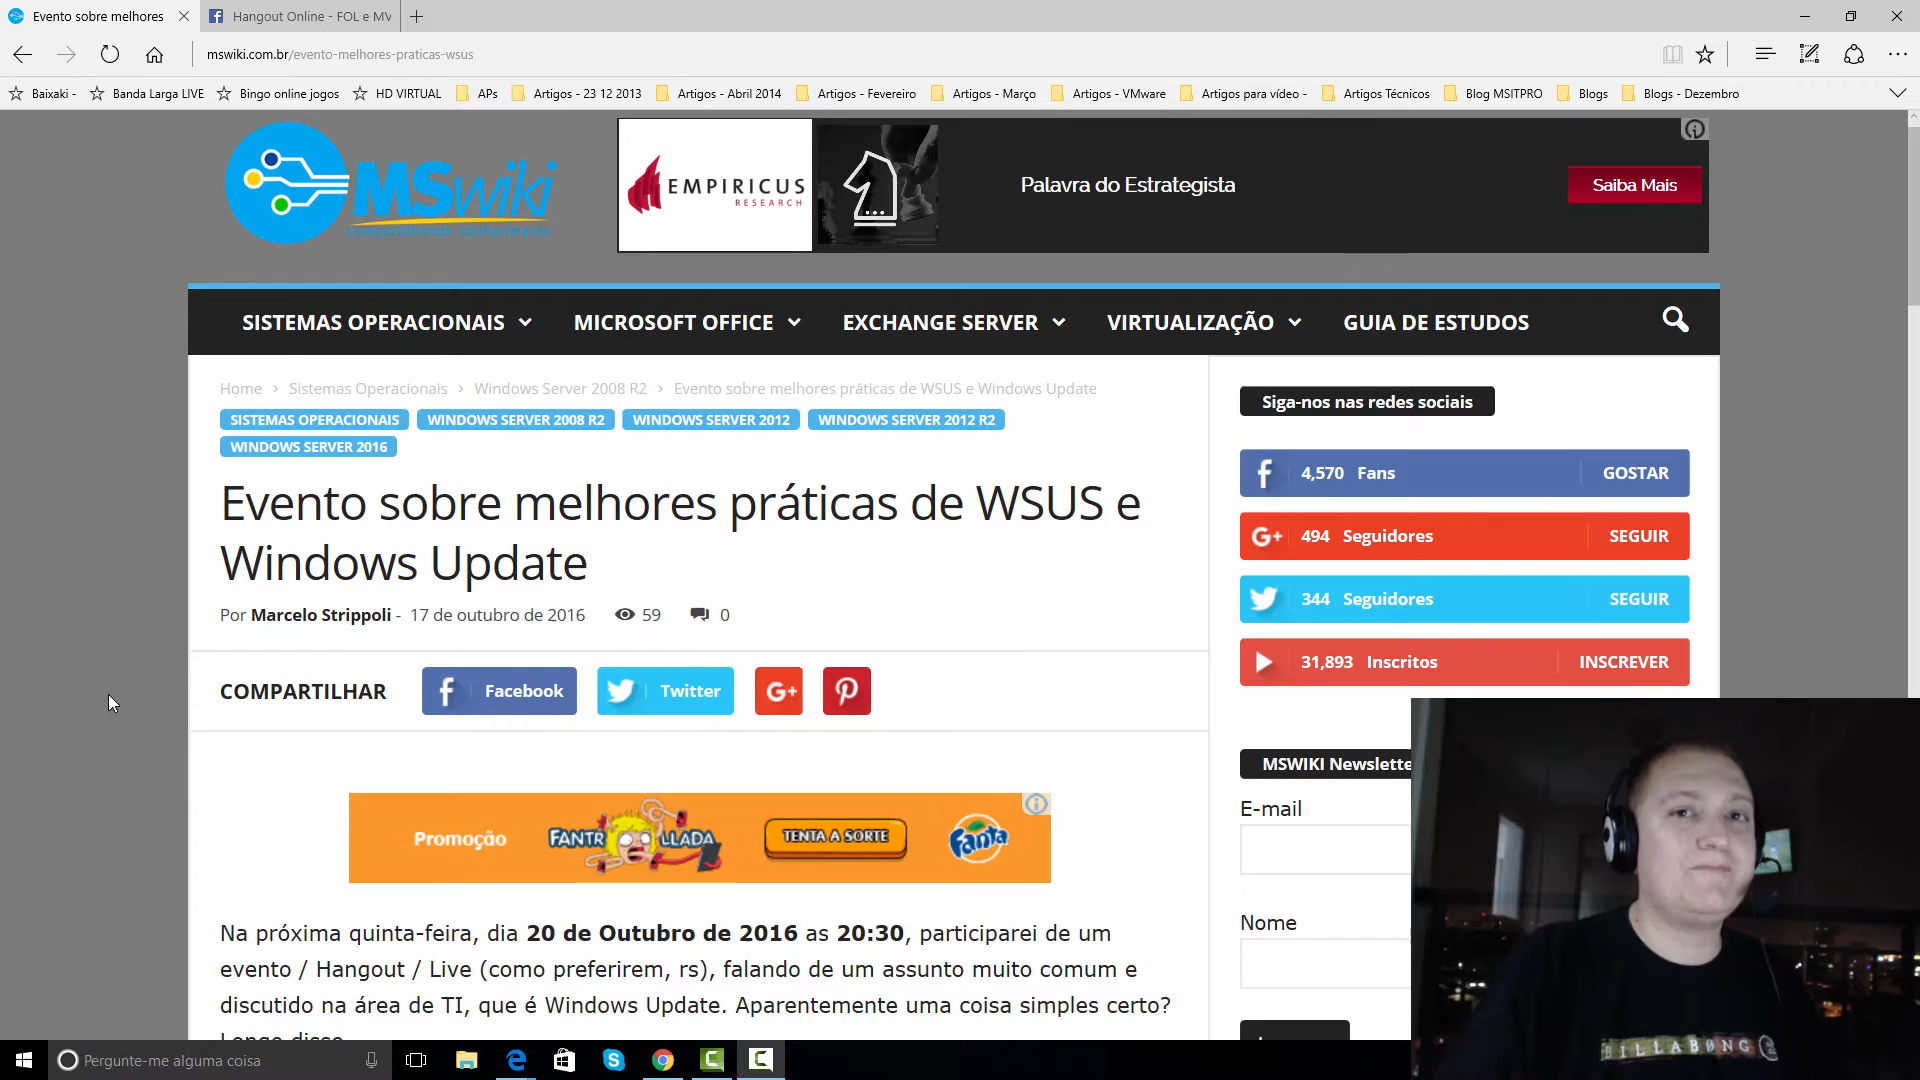 Evento sobre melhores
Hangout Online - FOL e MV
mswiki.com.br/evento-melhores-praticas-wsus
Baixaki -
Banda Larga LIVE
Bingo online jogos
HD VIRTUAL
APs
Artigos - 23 12 2013
Artigos - Abril 2014
Artigos - Fevereiro
Artigos - Março
Artigos - VMware
Artigos para vídeo -
Artigos Técnicos
Blog MSITPRO
Blogs
Blogs - Dezembro
MSwiki
Compartilhando conhecimento
EMPIRICUS
RESEARCH
Palavra do Estrategista
Saiba Mais
SISTEMAS OPERACIONAIS
MICROSOFT OFFICE
EXCHANGE SERVER
VIRTUALIZAÇÃO
GUIA DE ESTUDOS
Home > Sistemas Operacionais > Windows Server 2008 R2 > Evento sobre melhores práticas de WSUS e Windows Update
SISTEMAS OPERACIONAIS
WINDOWS SERVER 2008 R2
WINDOWS SERVER 2012
WINDOWS SERVER 2012 R2
WINDOWS SERVER 2016
Evento sobre melhores práticas de WSUS e
Windows Update
Por Marcelo Strippoli - 17 de outubro de 2016 59 0
COMPARTILHAR
Facebook
Twitter
G+
Promoção
FANTR LLADA
TENTA A SORTE
Fanta
Na próxima quinta-feira, dia 20 de Outubro de 2016 as 20:30, participarei de um
evento / Hangout / Live (como preferirem, rs), falando de um assunto muito comum e
discutido na área de TI, que é Windows Update. Aparentemente uma coisa simples certo?
Longe disso
Siga-nos nas redes sociais
4,570 Fans GOSTAR
G+ 494 Seguidores SEGUIR
344 Seguidores SEGUIR
31,893 Inscritos INSCREVER
MSWIKI Newslette
E-mail
Nome
BILLABONG
Pergunte-me alguma coisa